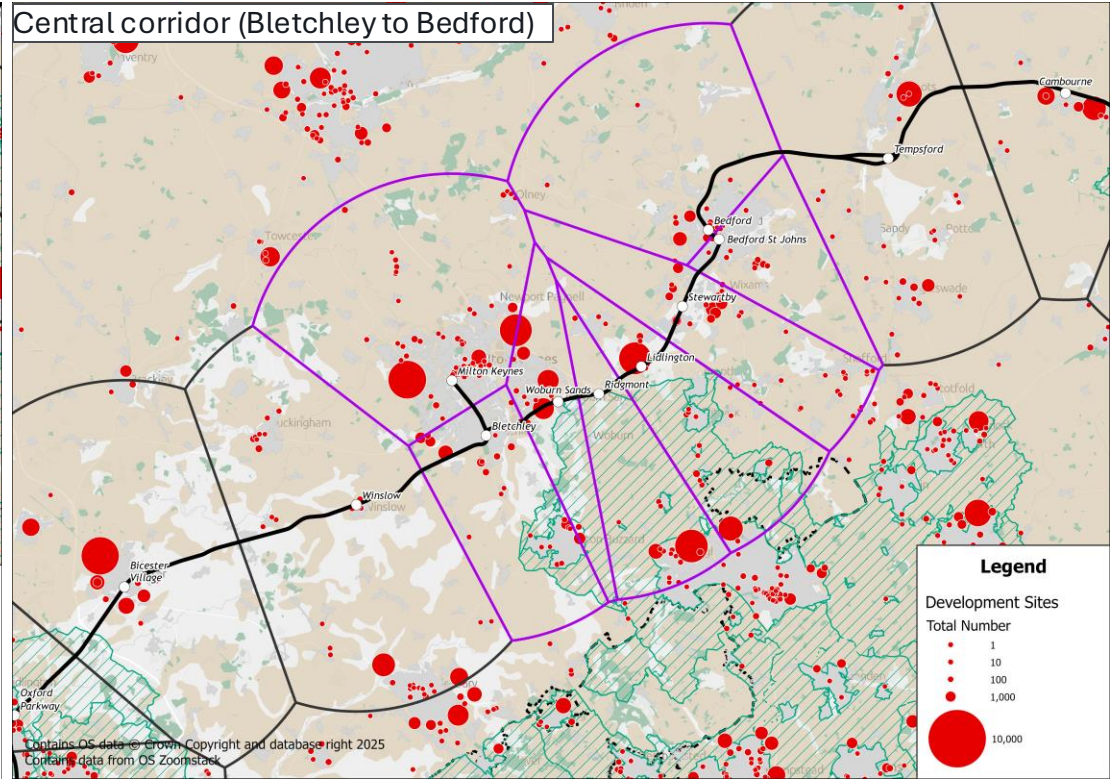 Central corridor (Bletchley to Bedford)
Olney
Towcester
Newport Pagnell
Cambourne
Tempsford
Sandy
Bedford
Bedford St Johns
Wixams
Stewartby
Lidlington
Ridgmont
Woburn Sands
Woburn
Milton Keynes
Bletchley
Winslow
Winslow
Bicester
Village
Oxford
Parkway
Legend
Development Sites
Total Number
1
10
100
1,000
10,000
Contains OS data © Crown Copyright and database right 2025
Contains data from OS Zoomstack